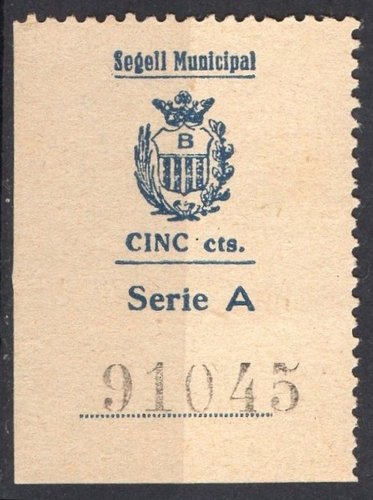 Segell Municipal
B
CINC cts.
Serie A
91045